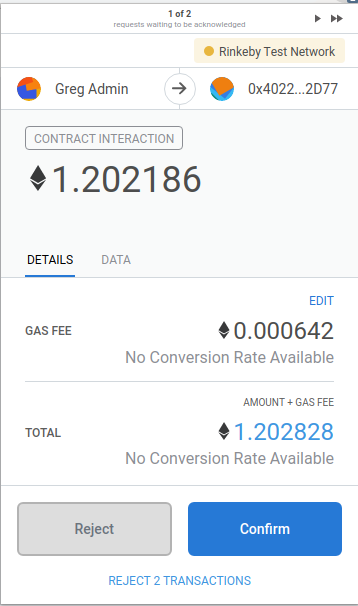 1 of 2
requests waiting to be acknowledged
Rinkeby Test Network
Greg Admin
0x4022...2D77
CONTRACT INTERACTION
1.202186
DETAILS DATA
EDIT
GAS FEE 0.000642
No Conversion Rate Available
AMOUNT + GAS FEE
TOTAL 1.202828
No Conversion Rate Available
Reject Confirm
REJECT 2 TRANSACTIONS